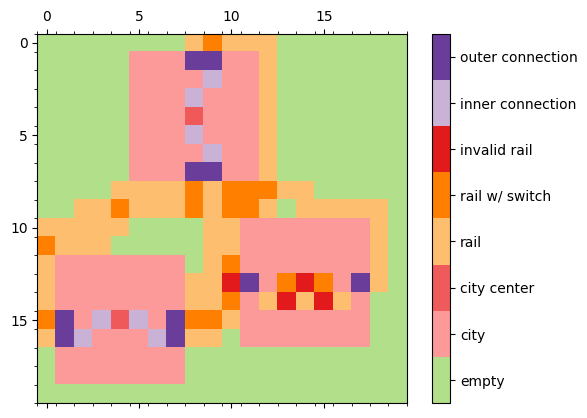 0 5 10 15
0
5
10
15
outer connection
inner connection
invalid rail
rail w/ switch
rail
city center
city
empty